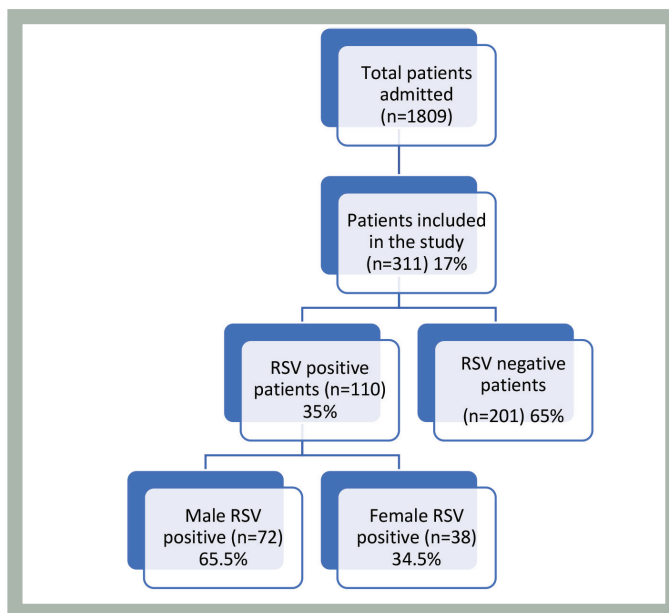 Total patients
admitted
(n=1809)
Patients included
in the study
(n=311) 17%
RSV positive
patients (n=110)
35%
RSV negative
patients
(n=201) 65%
Male RSV
positive (n=72)
65.5%
Female RSV
positive (n=38)
34.5%